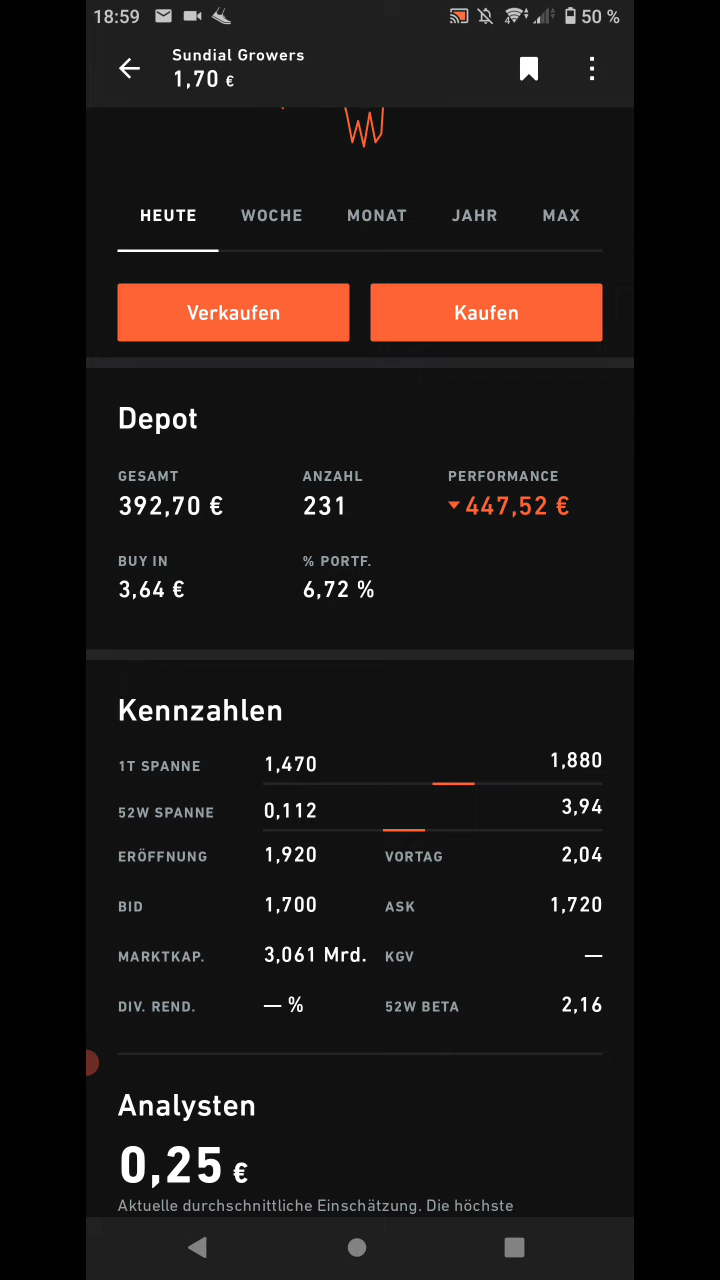 18:59 50 %
Sundial Growers
1,70 €
HEUTE WOCHE MONAT JAHR MAX
Verkaufen Kaufen
Depot
GESAMT ANZAHL PERFORMANCE
392,70 € 231 447,52 €
BUY IN % PORTF.
3,64 € 6,72 %
Kennzahlen
1T SPANNE 1,470 1,880
52W SPANNE 0,112 3,94
ERÖFFNUNG 1,920 VORTAG 2,04
BID 1,700 ASK 1,720
MARKTKAP. 3,061 Mrd. KGV —
DIV. REND. — % 52W BETA 2,16
Analysten
0,25 €
Aktuelle durchschnittliche Einschätzung. Die höchste